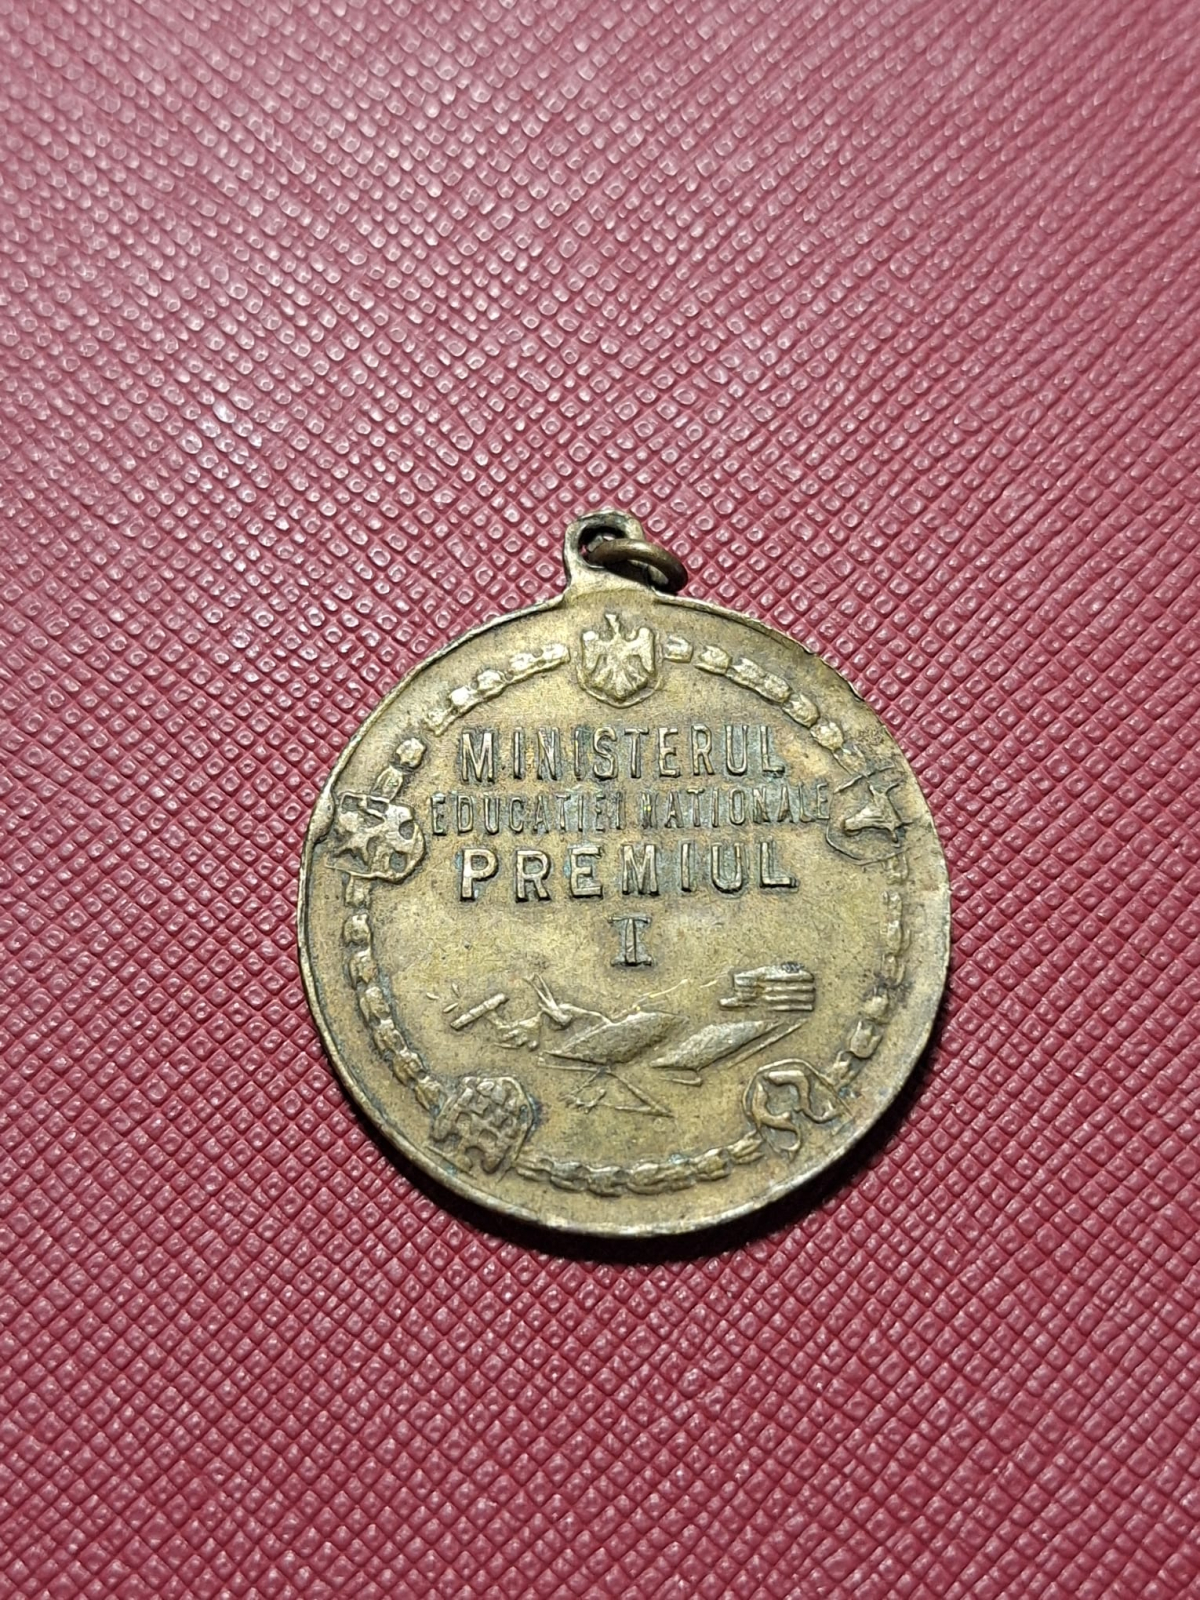 MINISTERUL
EDUCATIEI NATIONALE
PREMIUL
I